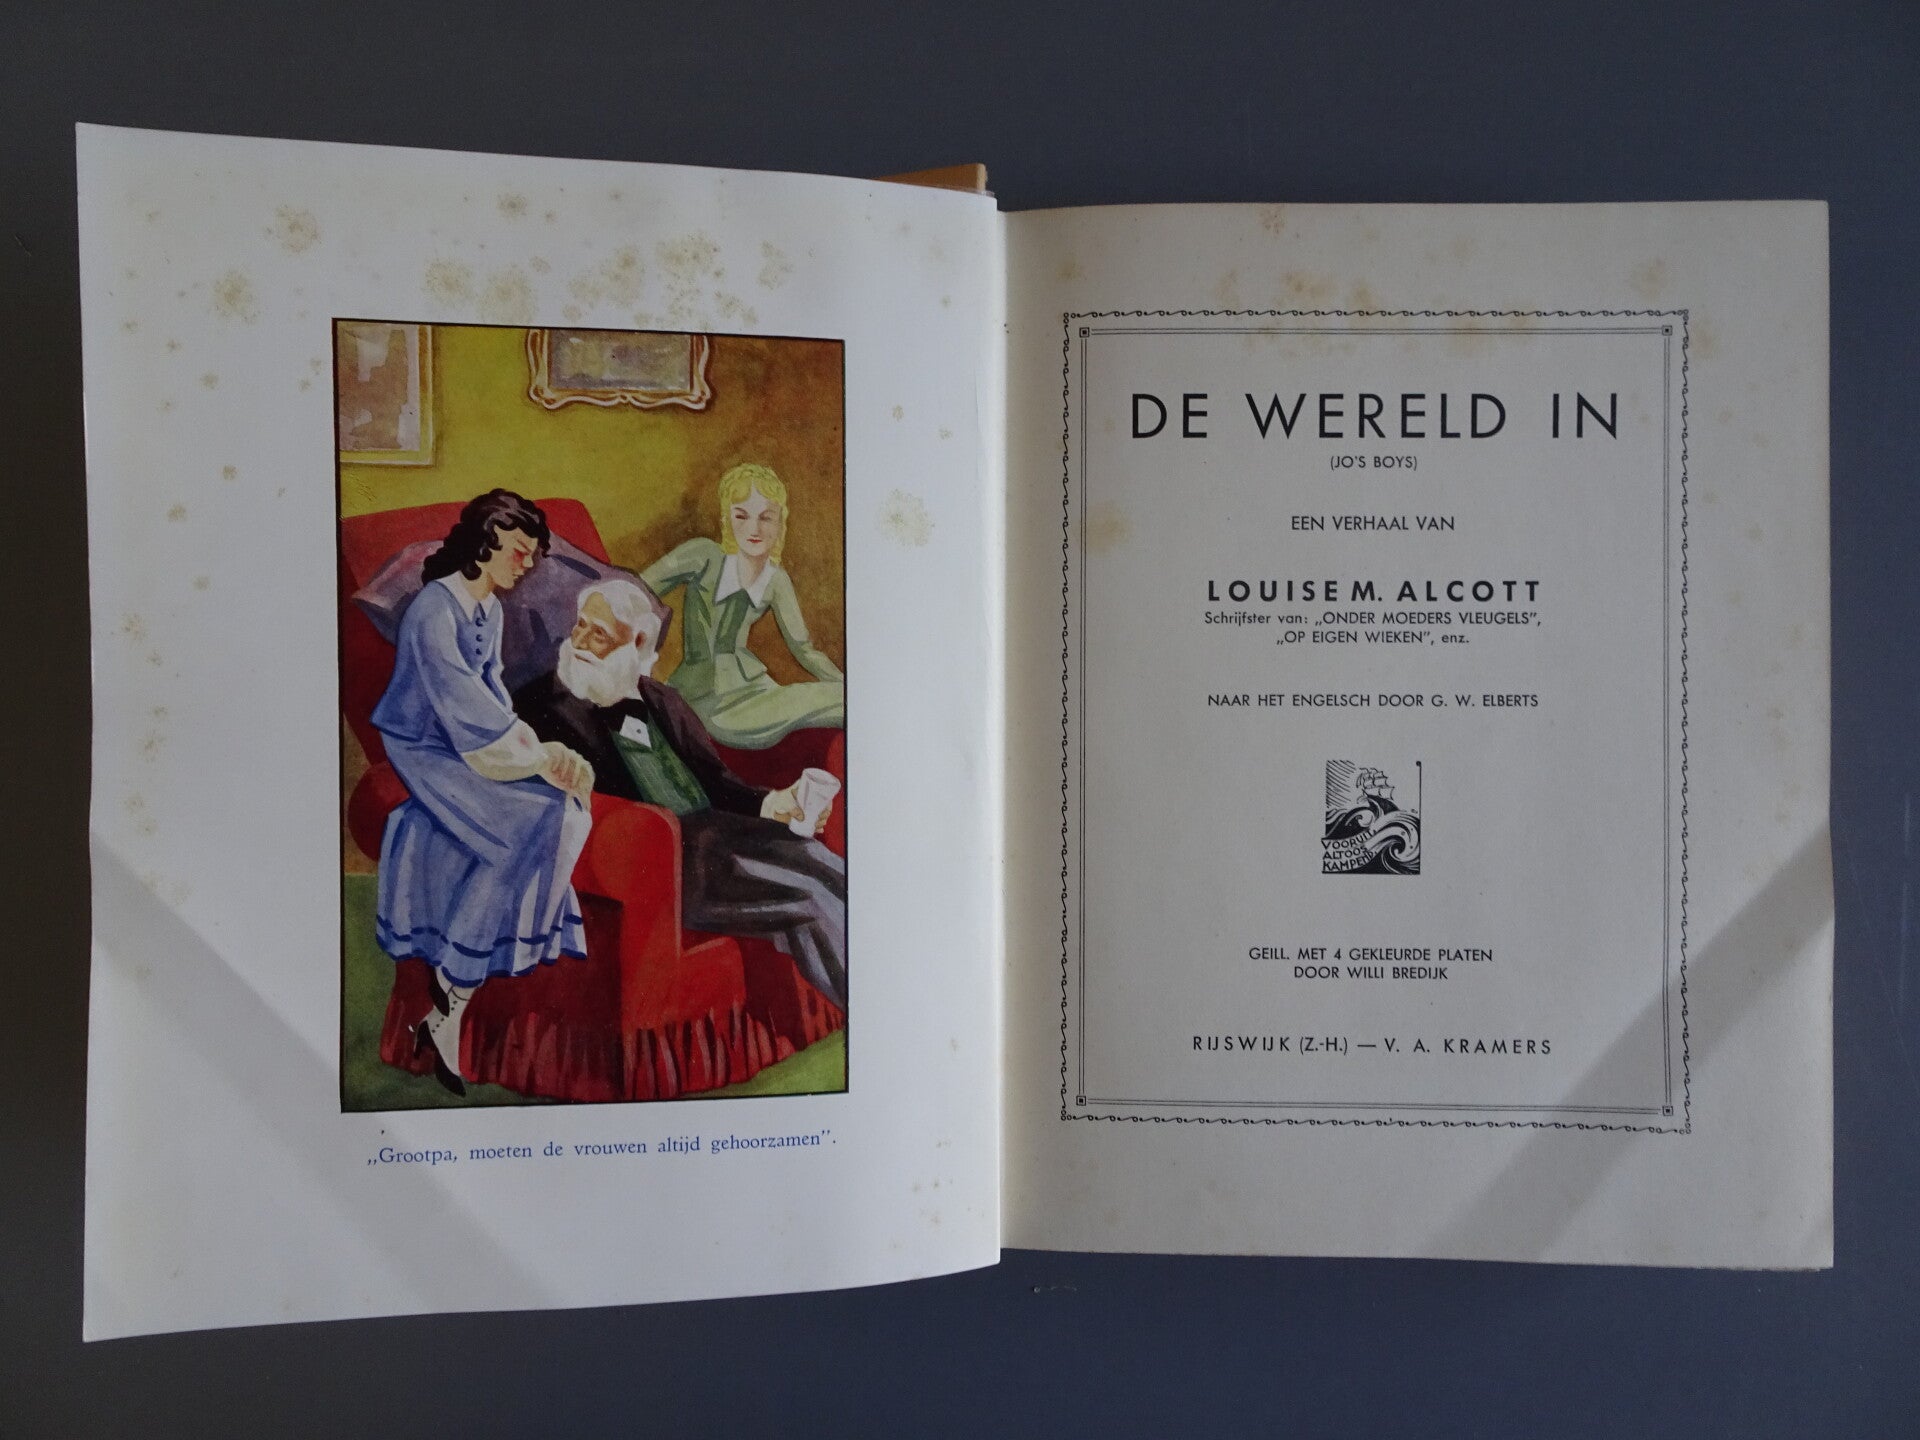 „Grootpa, moeten de vrouwen altijd gehoorzamen”.
DE WERELD IN
(JO'S BOYS)
EEN VERHAAL VAN
LOUISE M. ALCOTT
Schrijfster van: „ONDER MOEDERS VLEUGELS”,
„OP EIGEN WIEKEN”, enz.
NAAR HET ENGELSCH DOOR G. W. ELBERTS
VOORUIT,
ALTOOS
KAMPEND.
GEILL. MET 4 GEKLEURDE PLATEN
DOOR WILLI BREDIJK
RIJSWIJK (Z.-H.) — V. A. KRAMERS